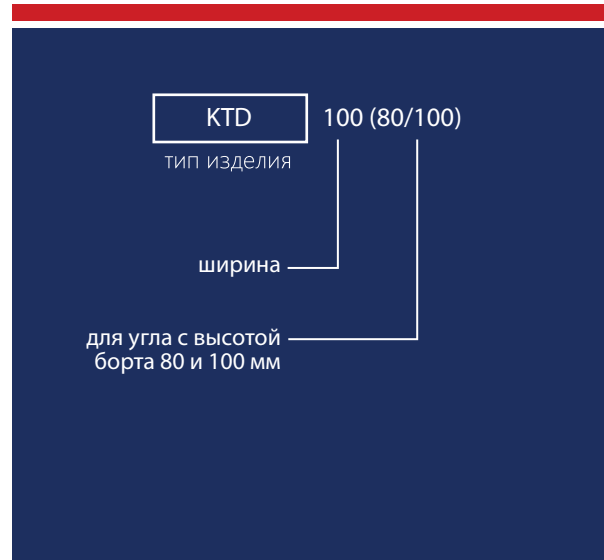 KTD 100 (80/100)
тип изделия
ширина
для угла с высотой
борта 80 и 100 мм